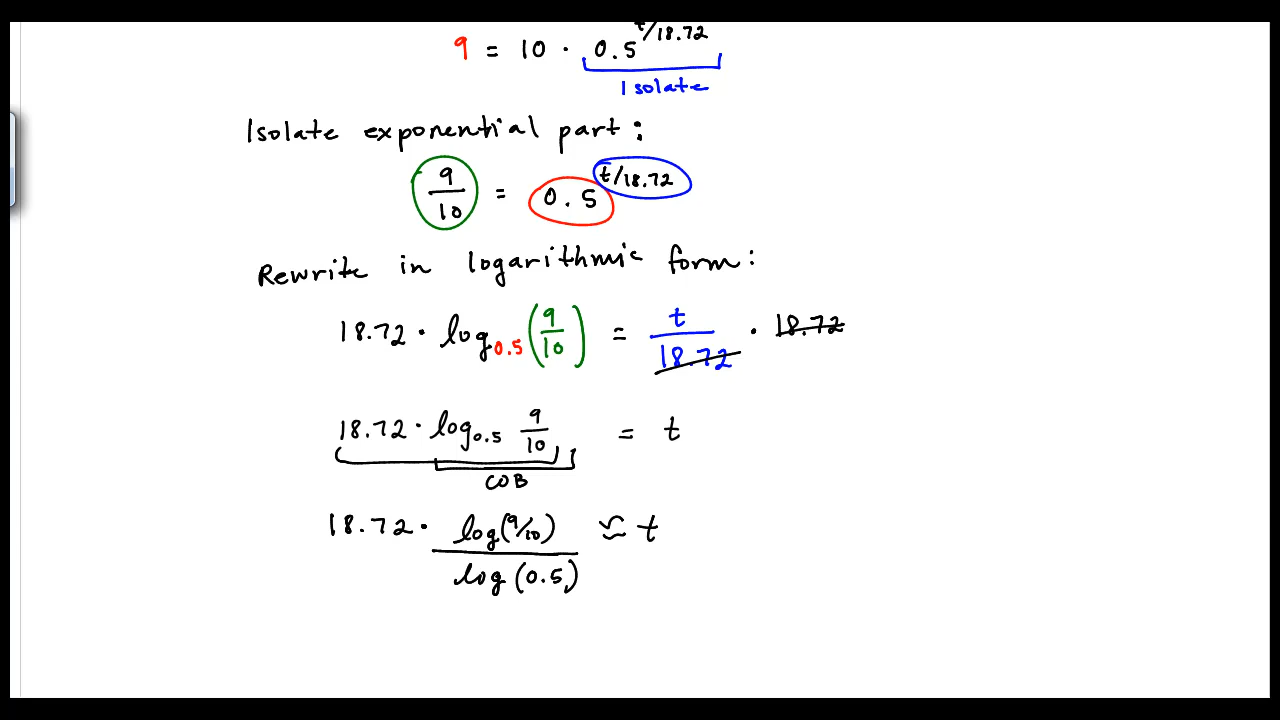 9 = 10 · 0.5^(t/18.72)
Isolate
Isolate exponential part:
9/10 = 0.5^(t/18.72)
Rewrite in logarithmic form:
18.72 · log_0.5 (9/10) = t/18.72 · 18.72
18.72 · log_0.5 9/10 = t
COB
18.72 · log(9/10)/log(0.5) ≈ t